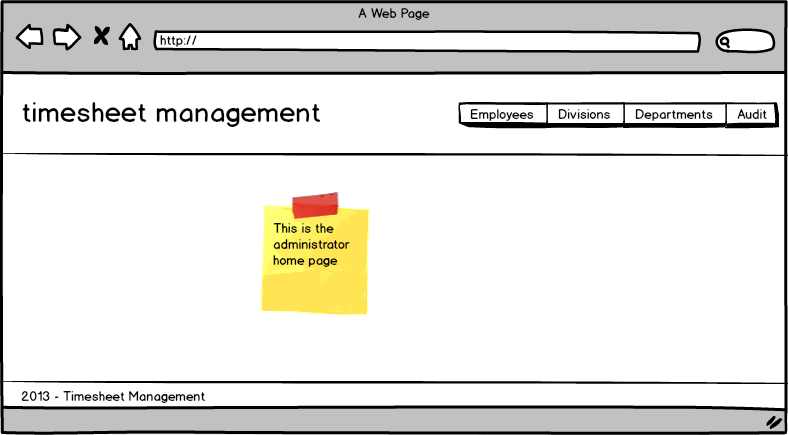 A Web Page
http://
timesheet management
Employees Divisions Departments Audit
This is the
administrator
home page
2013 - Timesheet Management